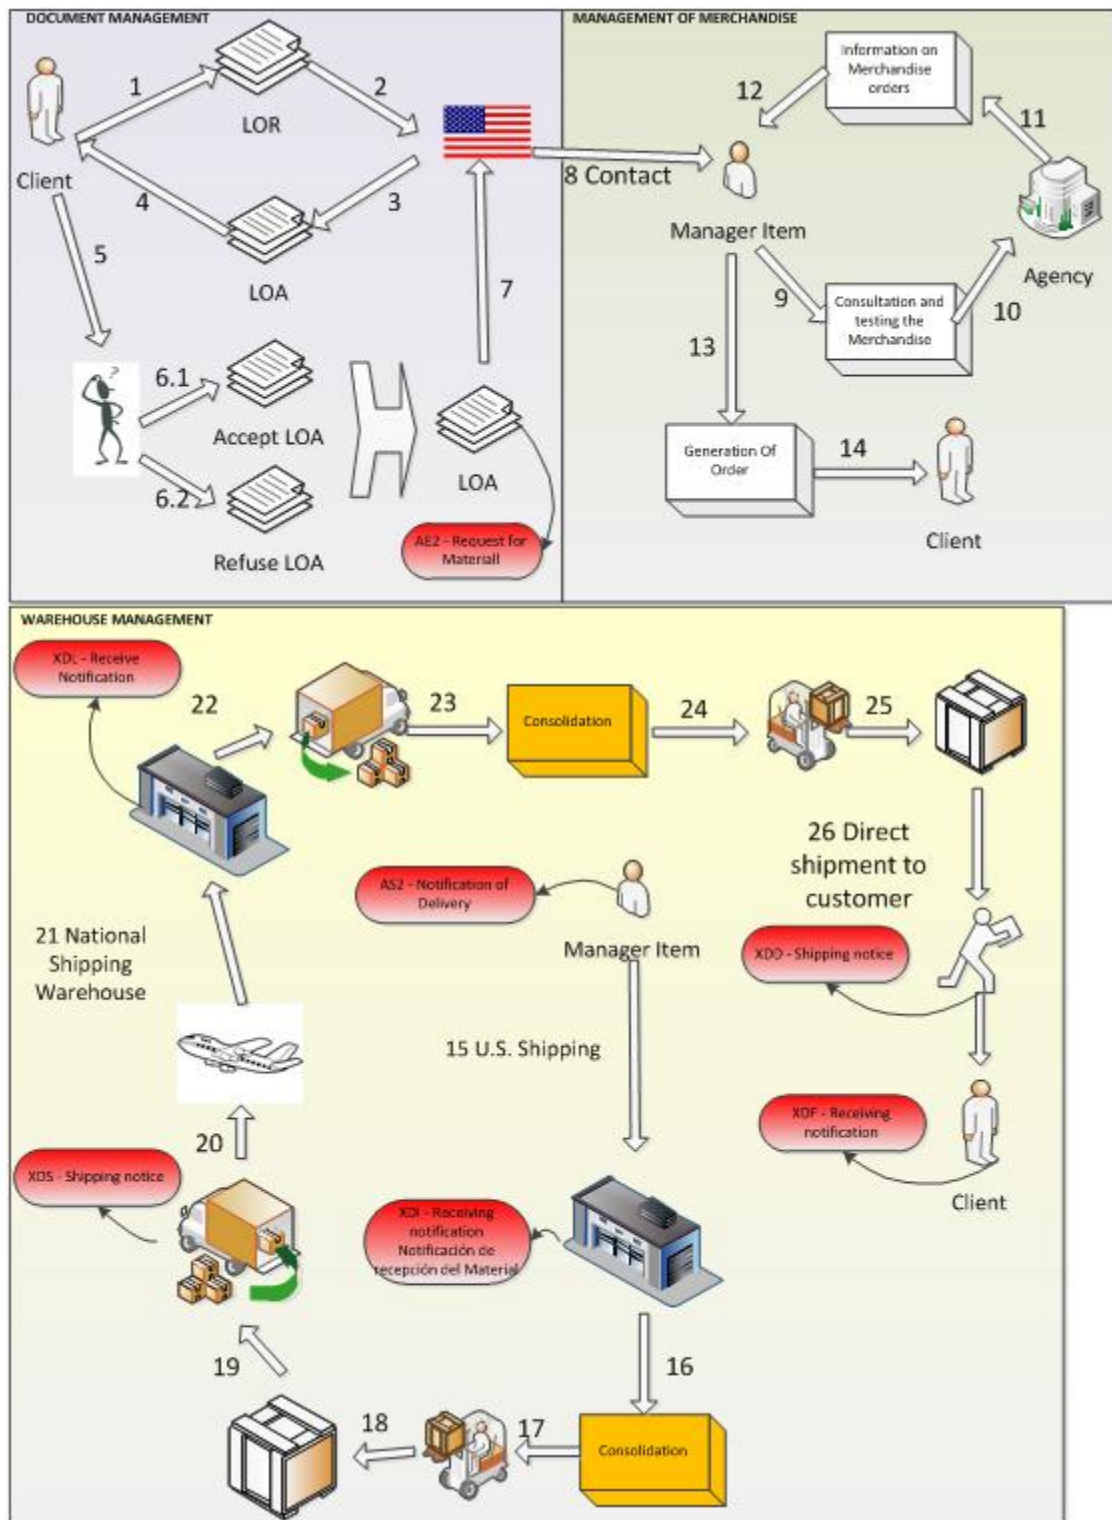 DOCUMENT MANAGEMENT
1
2
LOR
Client
4
3
LOA
5
7
6.1
Accept LOA
6.2
Refuse LOA
LOA
AE2 - Request for
Materiall
MANAGEMENT OF MERCHANDISE
Information on
Merchandise
orders
12
11
8 Contact
Manager Item
Agency
9
Consultation and
testing the
Merchandise
10
13
Generation Of
Order
14
Client
WAREHOUSE MANAGEMENT
XDL - Receive
Notification
22
23
Consolidation
24
25
26 Direct
shipment to
customer
AS2 - Notification of
Delivery
Manager Item
XDD - Shipping notice
21 National
Shipping
Warehouse
15 U.S. Shipping
XDF - Receiving
notification
Client
20
XDS - Shipping notice
XDI - Receiving
notification
Notificación de
recepción del Material
19
16
18
17
Consolidation